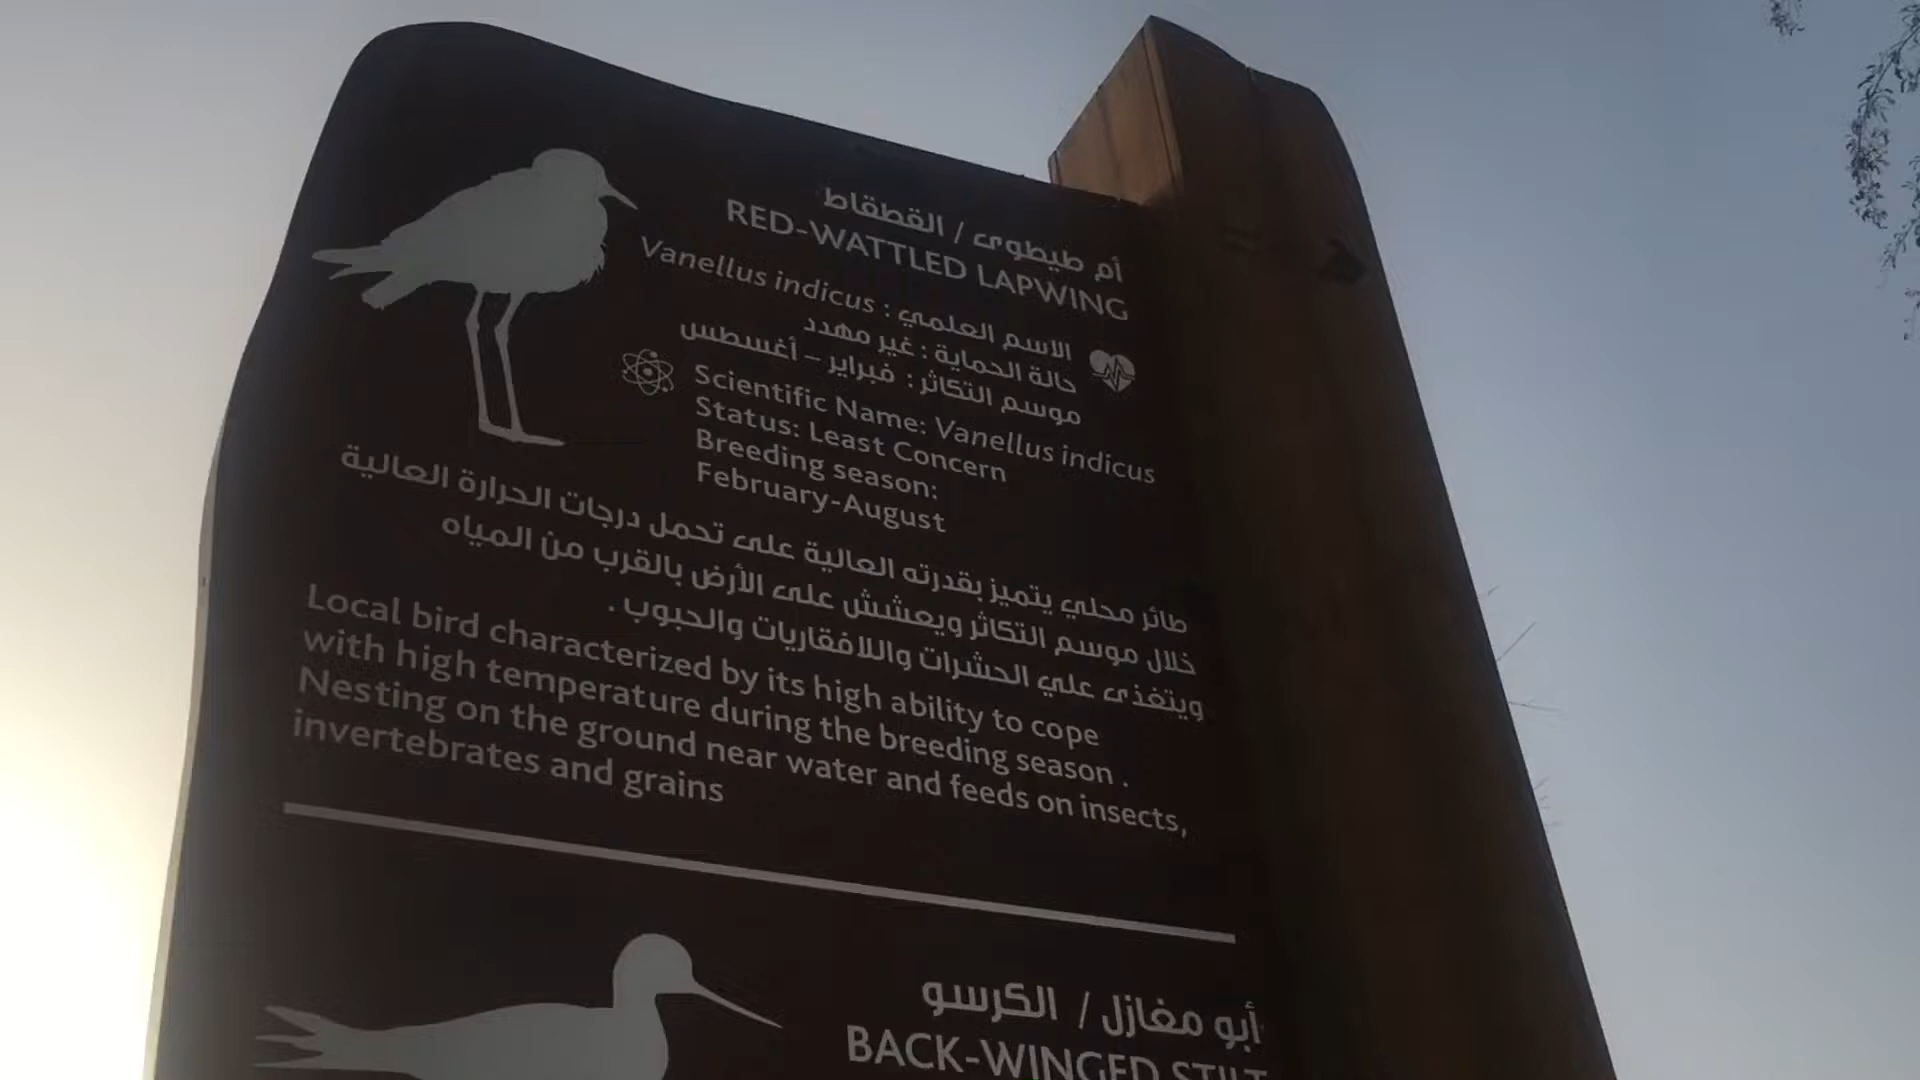 أم طيطوى / القطقاط
RED-WATTLED LAPWING
الاسم العلمي : Vanellus indicus
حالة الحماية : غير مهدد
موسم التكاثر : فبراير – أغسطس
Scientific Name: Vanellus indicus
Status: Least Concern
Breeding season:
February-August
طائر محلي يتميز بقدرته العالية على تحمل درجات الحرارة العالية
خلال موسم التكاثر ويعشش على الأرض بالقرب من المياه
ويتغذى علي الحشرات واللافقاريات والحبوب .
Local bird characterized by its high ability to cope
with high temperature during the breeding season .
Nesting on the ground near water and feeds on insects,
invertebrates and grains
أبو مغازل / الكرسو
BACK-WINGED STILT